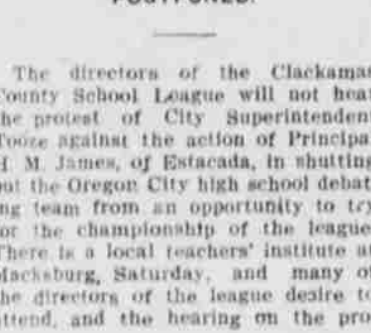 POSTPONED.
The directors of the Clackamas
County School League will not hear
the protest of City Superintendent
Tooze against the action of Principal
H. M. James, of Estacada, in shutting
out the Oregon City high school debat-
ing team from an opportunity to try
for the championship of the league.
There is a local teachers' institute at
Macksburg, Saturday, and many of
the directors of the league desire to
attend, and the hearing on the pro-